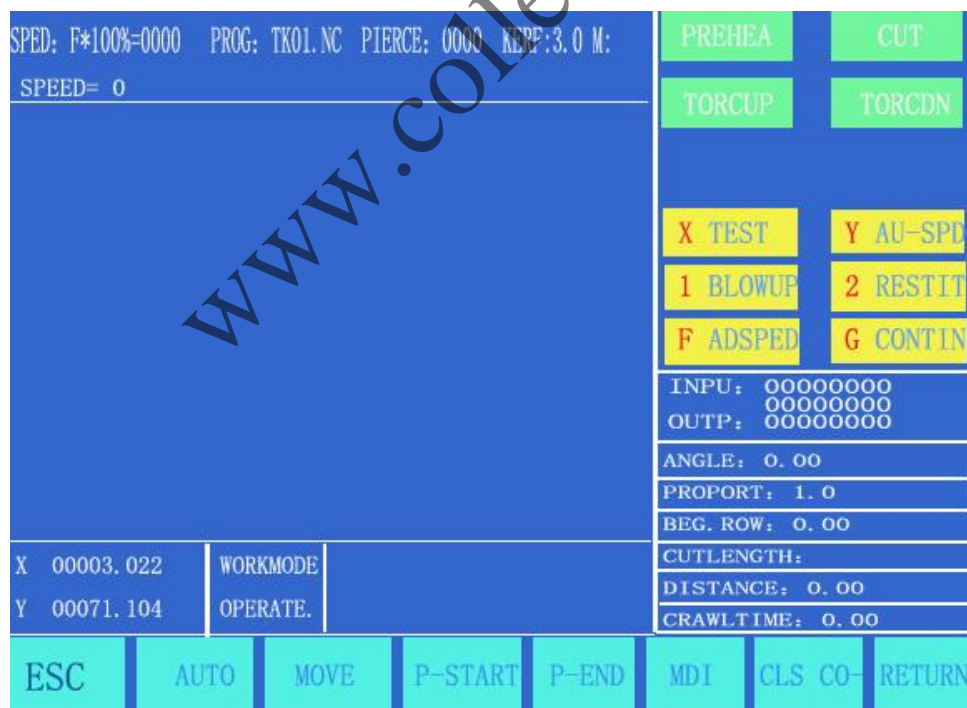 SPED: F*100%=0000 PROG: TK01.NC PIERCE: 0000 KERF:3.0 M:
SPEED= 0
PREHEA CUT
TORCUP TORCDN
X TEST Y AU-SPD
1 BLOWUP 2 RESTIT
F ADSPED G CONTIN
INPU: 00000000
00000000
OUTP: 00000000
ANGLE: 0.00
PROPORT: 1.0
BEG.ROW: 0.00
CUTLENGTH:
DISTANCE: 0.00
CRAWLTIME: 0.00
X 00003.022 WORKMODE
Y 00071.104 OPERATE.
ESC AUTO MOVE P-START P-END MDI CLS CO- RETURN
www.colle